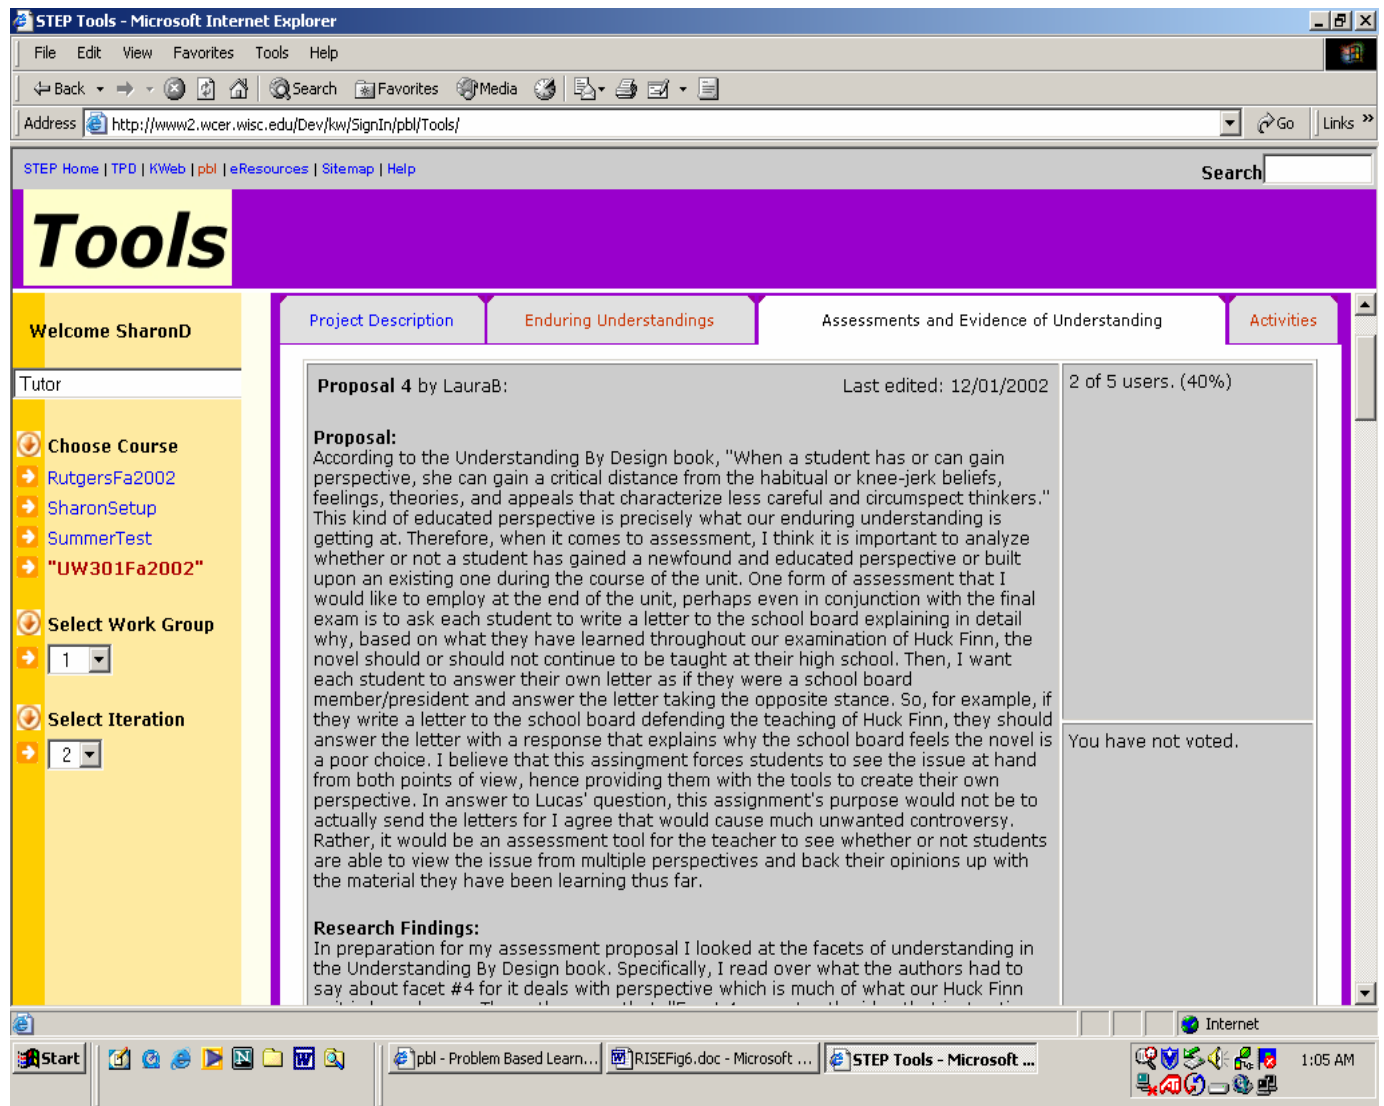 STEP Tools - Microsoft Internet Explorer
File Edit View Favorites Tools Help
Back Search Favorites Media
Address http://www2.wcer.wisc.edu/Dev/kw/SignIn/pbl/Tools/ Go Links »
STEP Home | TPD | KWeb | pbl | eResources | Sitemap | Help
Search
Tools
Welcome SharonD
Tutor
Choose Course
RutgersFa2002
SharonSetup
SummerTest
"UW301Fa2002"
Select Work Group
1
Select Iteration
2
Project Description Enduring Understandings Assessments and Evidence of Understanding Activities
Proposal 4 by LauraB: Last edited: 12/01/2002
2 of 5 users. (40%)
Proposal:
According to the Understanding By Design book, "When a student has or can gain
perspective, she can gain a critical distance from the habitual or knee-jerk beliefs,
feelings, theories, and appeals that characterize less careful and circumspect thinkers."
This kind of educated perspective is precisely what our enduring understanding is
getting at. Therefore, when it comes to assessment, I think it is important to analyze
whether or not a student has gained a newfound and educated perspective or built
upon an existing one during the course of the unit. One form of assessment that I
would like to employ at the end of the unit, perhaps even in conjunction with the final
exam is to ask each student to write a letter to the school board explaining in detail
why, based on what they have learned throughout our examination of Huck Finn, the
novel should or should not continue to be taught at their high school. Then, I want
each student to answer their own letter as if they were a school board
member/president and answer the letter taking the opposite stance. So, for example, if
they write a letter to the school board defending the teaching of Huck Finn, they should
answer the letter with a response that explains why the school board feels the novel is
a poor choice. I believe that this assingment forces students to see the issue at hand
from both points of view, hence providing them with the tools to create their own
perspective. In answer to Lucas' question, this assignment's purpose would not be to
actually send the letters for I agree that would cause much unwanted controversy.
Rather, it would be an assessment tool for the teacher to see whether or not students
are able to view the issue from multiple perspectives and back their opinions up with
the material they have been learning thus far.
You have not voted.
Research Findings:
In preparation for my assessment proposal I looked at the facets of understanding in
the Understanding By Design book. Specifically, I read over what the authors had to
say about facet #4 for it deals with perspective which is much of what our Huck Finn
Internet
Start
pbl - Problem Based Learn...
RISEFig6.doc - Microsoft ...
STEP Tools - Microsoft ...
1:05 AM